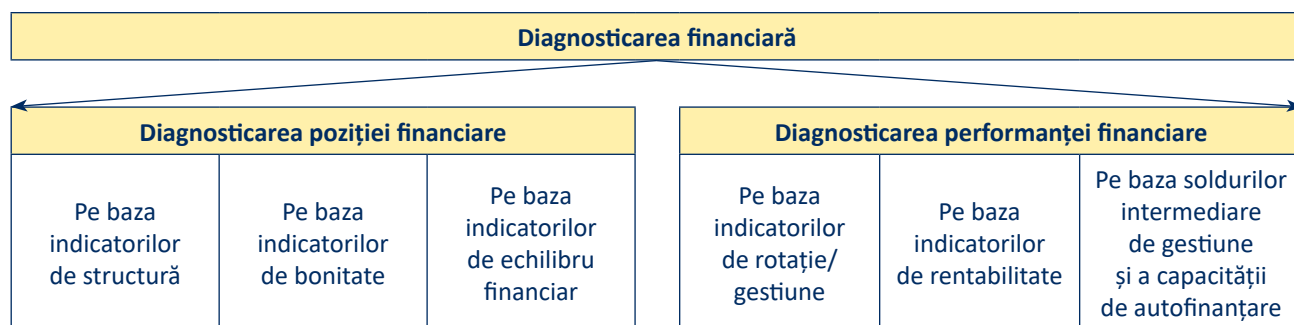 Diagnosticarea financiară
Diagnosticarea poziției financiare
Pe baza
indicatorilor
de structură
Pe baza
indicatorilor
de bonitate
Pe baza
indicatorilor
de echilibru
financiar
Diagnosticarea performanței financiare
Pe baza
indicatorilor
de rotație/
gestiune
Pe baza
indicatorilor
de rentabilitate
Pe baza soldurilor
intermediare
de gestiune
și a capacității
de autofinanțare